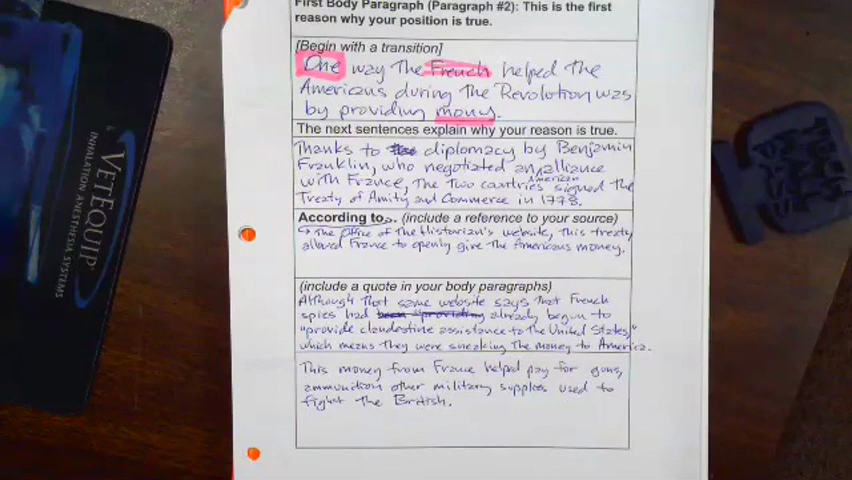 First Body Paragraph (Paragraph #2): This is the first
reason why your position is true.
[Begin with a transition]
One way the French helped the
Americans during the Revolution was
by providing mony.
The next sentences explain why your reason is true.
Thanks to diplomacy by Benjamin
Franklin, who negotiated an American alliance
with France, the two countries signed the
Treaty of Amity and Commerce in 1778.
According to... (include a reference to your source)
→ The Office of the Historian's website, this treaty
allowed France to openly give the Americans money.
(include a quote in your body paragraphs)
Although that same website says that French
spies had been "providing already begun to
"provide clandestine assistance to the United States,"
which means they were sneaking the money to America.
This money from France helped pay for guns,
ammunition other military supplies used to
fight the British.
VETEQUIP
INHALATION ANESTHESIA SYSTEMS